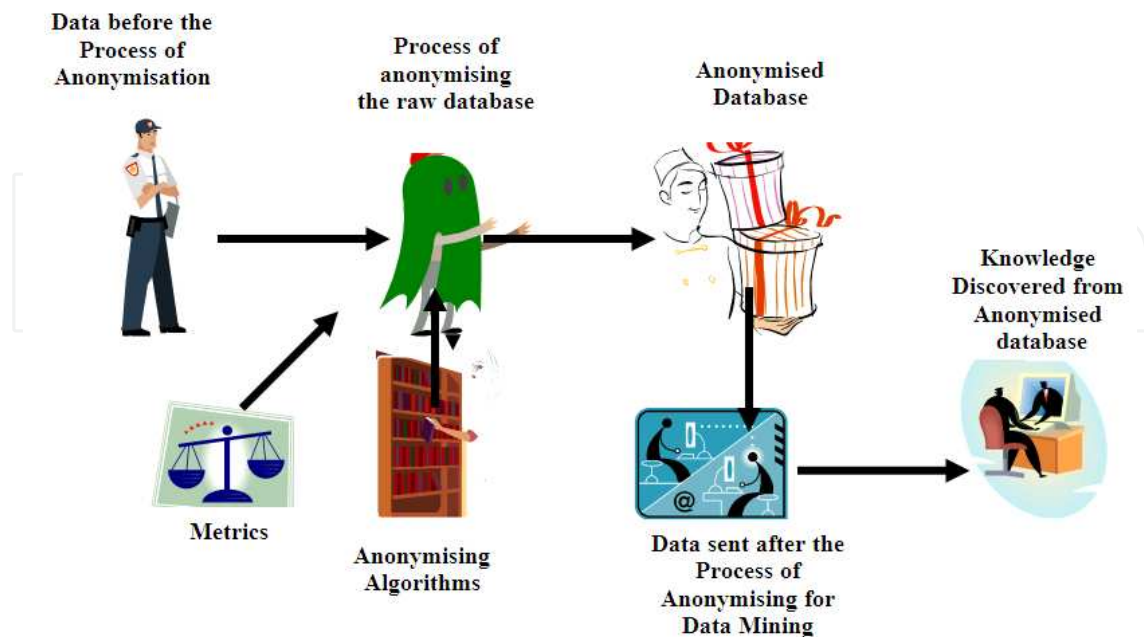 Data before the
Process of
Anonymisation
Process of
anonymising
the raw database
Anonymised
Database
Knowledge
Discovered from
Anonymised
database
Metrics
Anonymising
Algorithms
@
Data sent after the
Process of
Anonymising for
Data Mining